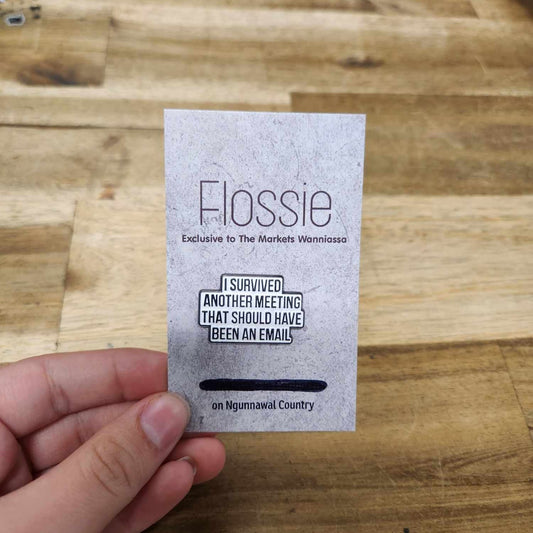 Flossie
Exclusive to The Markets Wanniassa
I SURVIVED
ANOTHER MEETING
THAT SHOULD HAVE
BEEN AN EMAIL
on Ngunnawal Country